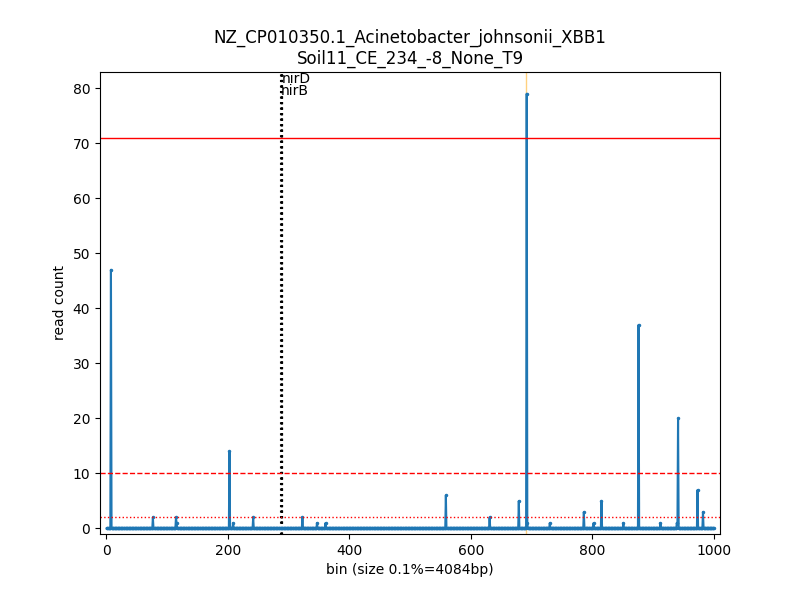 NZ_CP010350.1_Acinetobacter_johnsonii_XBB1
Soil11_CE_234_-8_None_T9
nirD
nirB
80
70
60
50
40
30
20
10
0
read count
0 200 400 600 800 1000
bin (size 0.1%=4084bp)